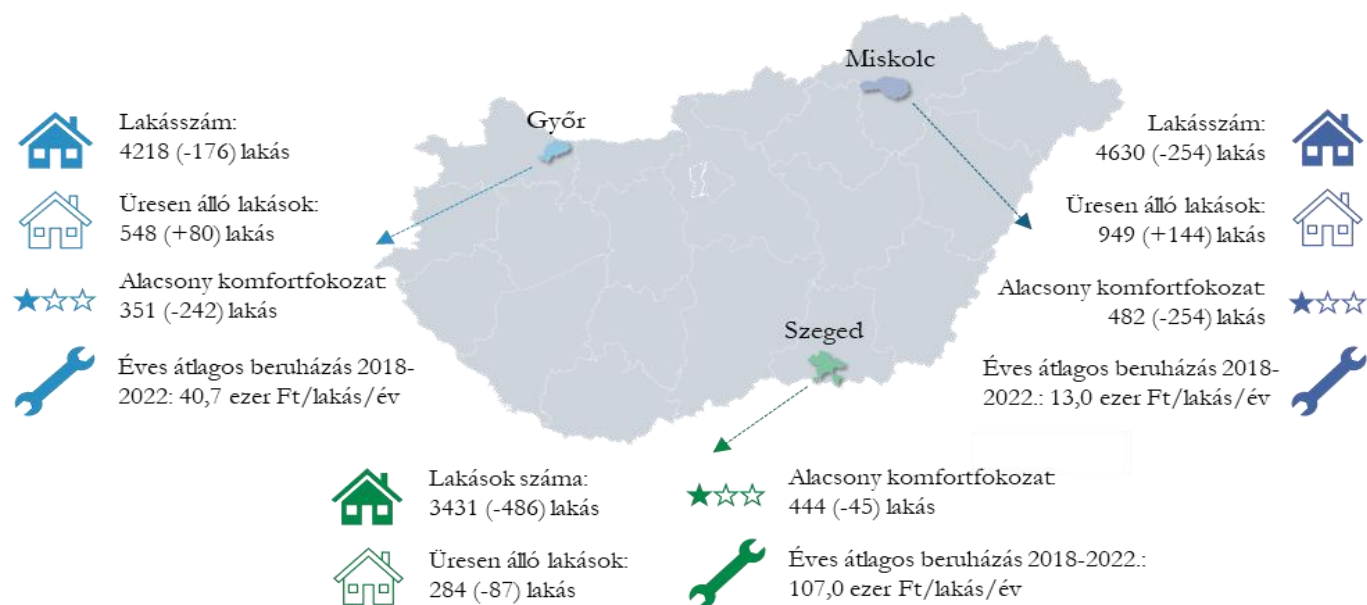 Miskolc
Győr
Szeged
Lakásszám:
4218 (-176) lakás
Üresen álló lakások:
548 (+80) lakás
Alacsony komfortfokozat:
351 (-242) lakás
Éves átlagos beruházás 2018-
2022: 40,7 ezer Ft/lakás/év
Lakásszám:
4630 (-254) lakás
Üresen álló lakások:
949 (+144) lakás
Alacsony komfortfokozat:
482 (-254) lakás
Éves átlagos beruházás 2018-
2022.: 13,0 ezer Ft/lakás/év
Lakások száma:
3431 (-486) lakás
Üresen álló lakások:
284 (-87) lakás
Alacsony komfortfokozat:
444 (-45) lakás
Éves átlagos beruházás 2018-2022.:
107,0 ezer Ft/lakás/év